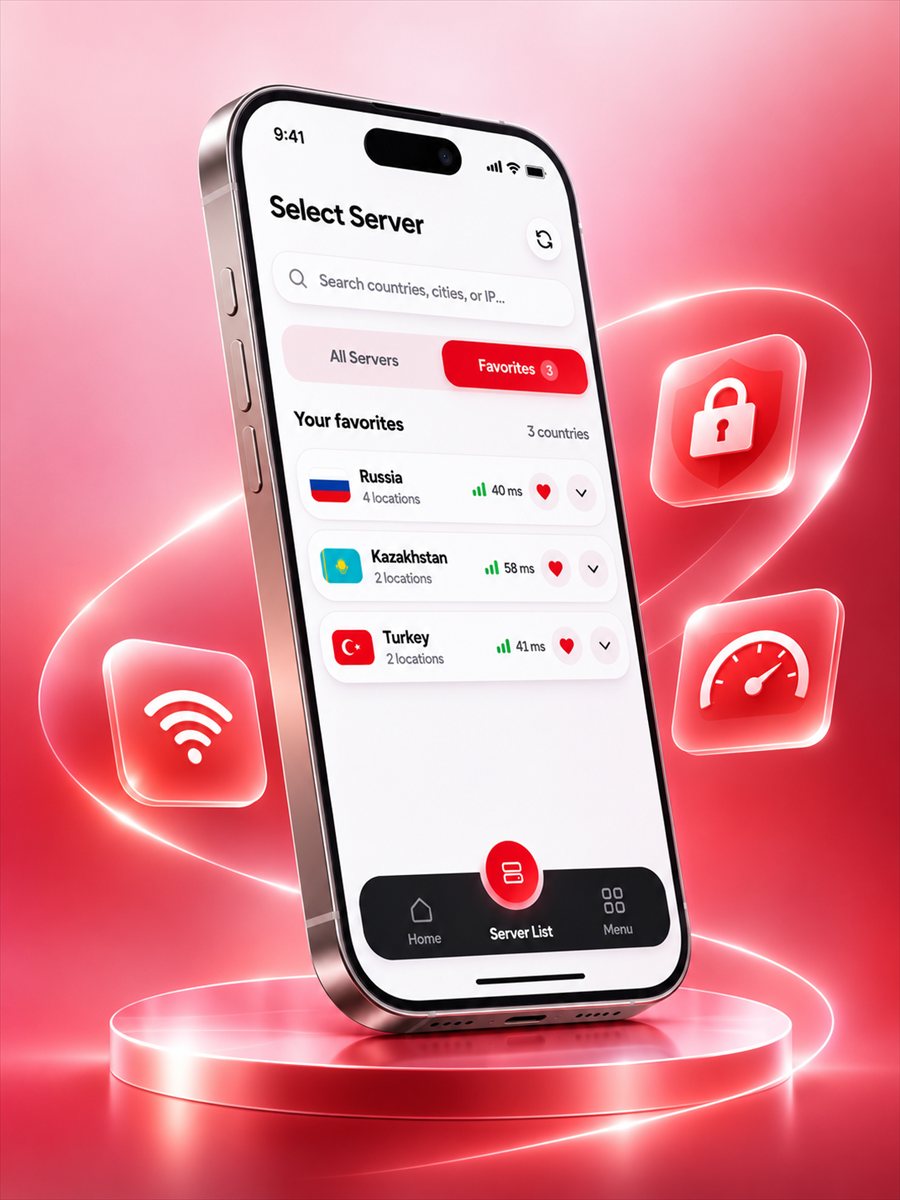 9:41
Select Server
Search countries, cities, or IP...
All Servers
Favorites 3
Your favorites
3 countries
Russia
4 locations
40 ms
Kazakhstan
2 locations
58 ms
Turkey
2 locations
41 ms
Home
Server List
Menu